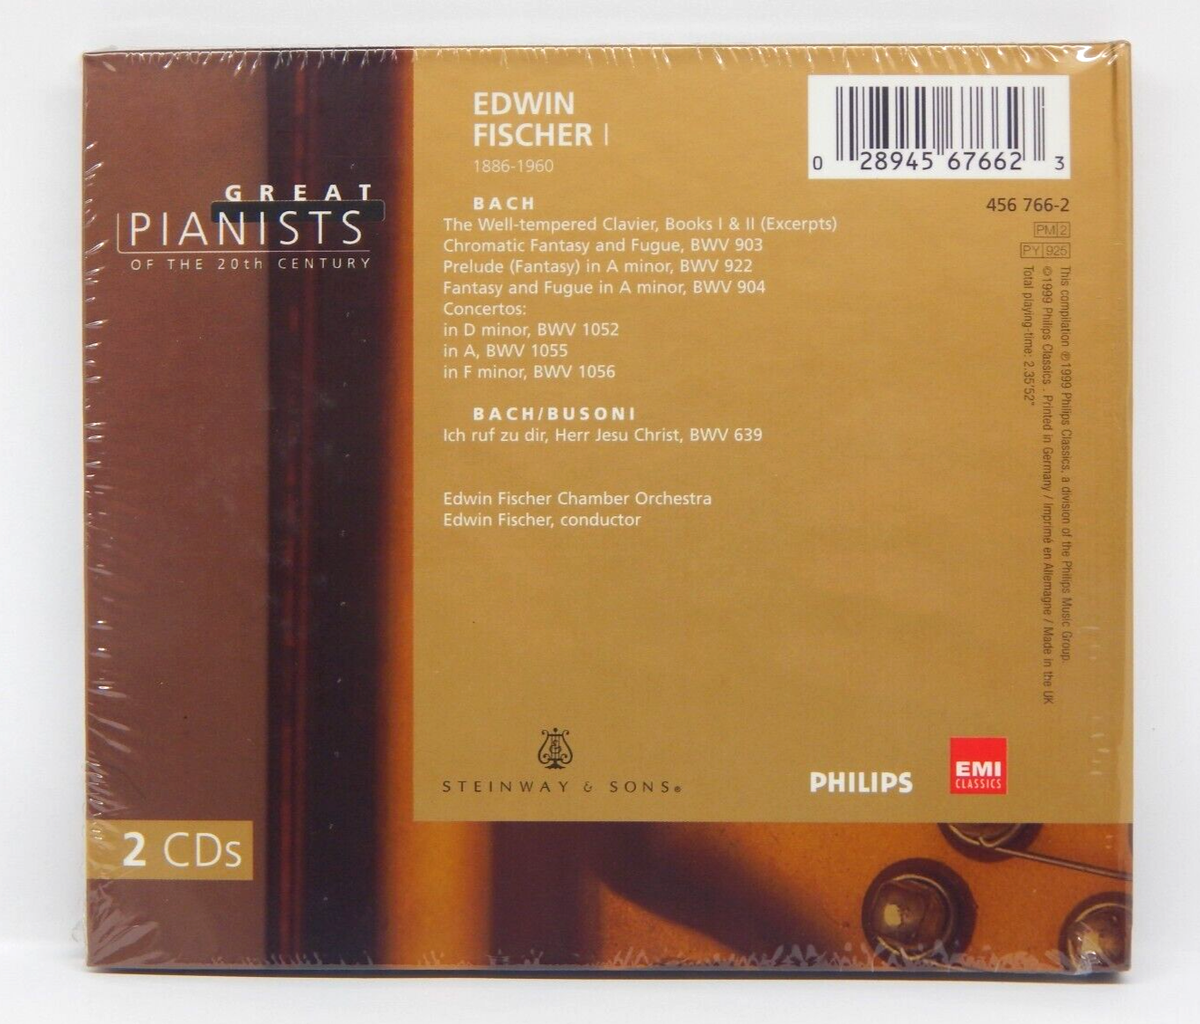 GREAT
PIANISTS
OF THE 20th CENTURY
2 CDs
EDWIN
FISCHER |
1886-1960
BACH
The Well-tempered Clavier, Books I & II (Excerpts)
Chromatic Fantasy and Fugue, BWV 903
Prelude (Fantasy) in A minor, BWV 922
Fantasy and Fugue in A minor, BWV 904
Concertos:
in D minor, BWV 1052
in A, BWV 1055
in F minor, BWV 1056
BACH/BUSONI
Ich ruf zu dir, Herr Jesu Christ, BWV 639
Edwin Fischer Chamber Orchestra
Edwin Fischer, conductor
STEINWAY & SONS®
PHILIPS
EMI
CLASSICS
0 28945 67662 3
456 766-2
PM 2
PY 925
This compilation ℗1999 Philips Classics, a division of the Philips Music Group.
©1999 Philips Classics . Printed in Germany / Imprimé en Allemagne / Made in the UK
Total playing-time: 2.35'52"